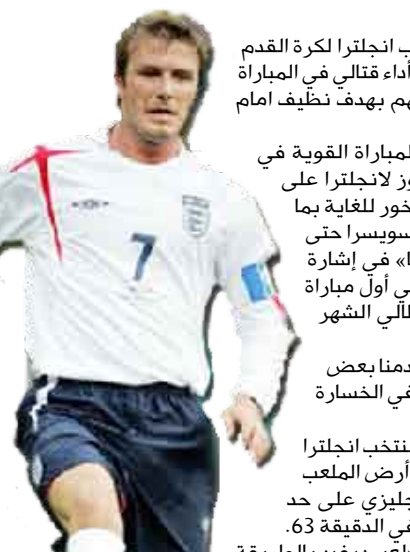 ب انجلترا لكرة القدم
أداء قتالي في المباراة
هم بهدف نظيف امام
لمباراة القوية في
وز لانجلترا على
خور للغاية بما
سويسرا حتى
ا» في إشارة
ي أول مباراة
طالي الشهر
دمنا بعض
في الخسارة
نتخب انجلترا
أرض الملعب
جليزي على حد
في الدقيقة 63.
7